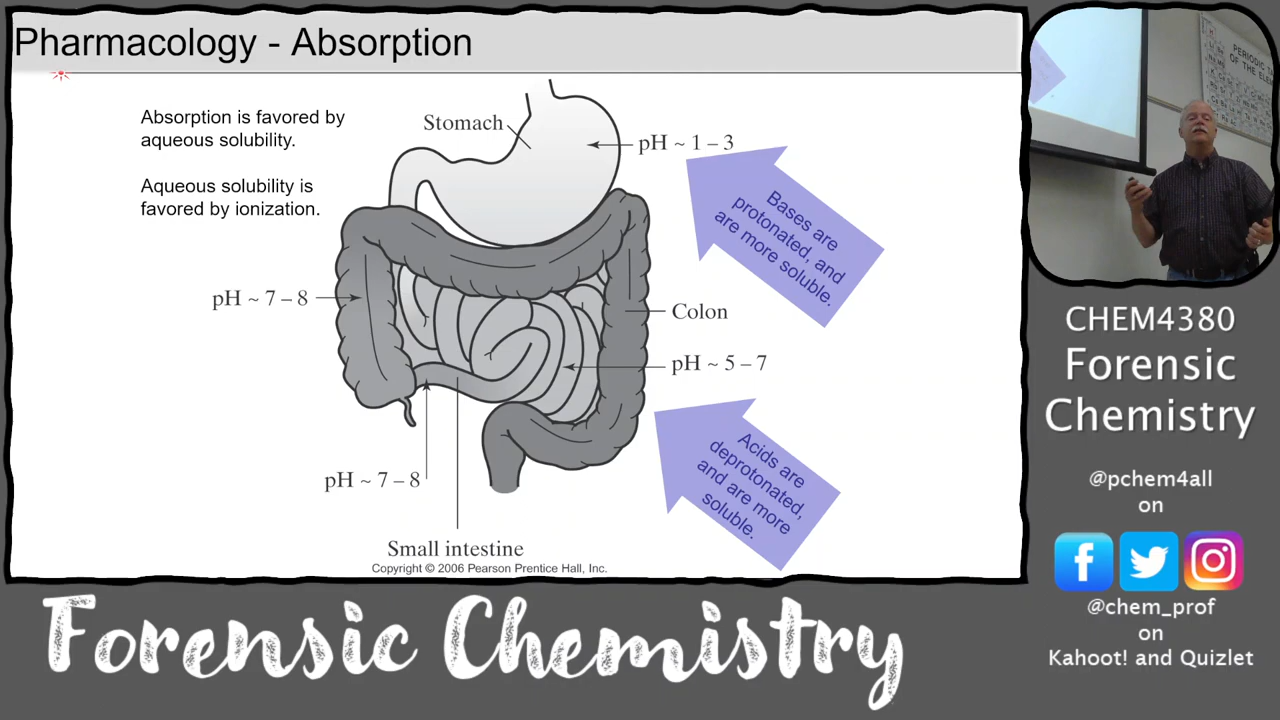 Pharmacology - Absorption
Absorption is favored by
aqueous solubility.
Aqueous solubility is
favored by ionization.
Stomach
pH ~ 1 – 3
Bases are
protonated, and
are more soluble.
pH ~ 7 – 8
Colon
pH ~ 5 – 7
Acids are
deprotonated,
and are more
soluble.
pH ~ 7 – 8
Small intestine
Copyright © 2006 Pearson Prentice Hall, Inc.
PERIODIC
OF THE
CHEM4380
Forensic
Chemistry
@pchem4all
on
@chem_prof
on
Kahoot! and Quizlet
Forensic Chemistry